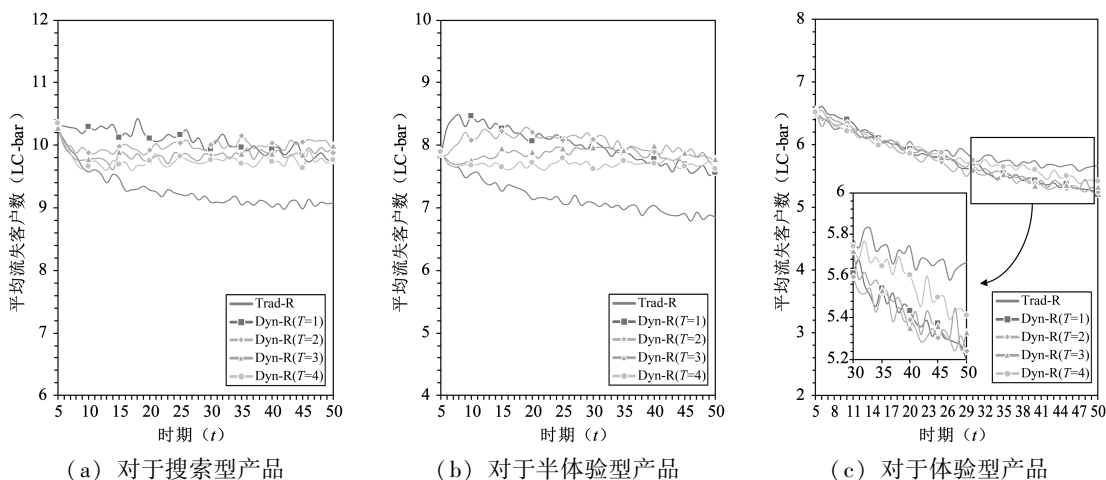 12
11
10
9
8
7
6
平均流失客户数（LC-bar）
Trad-R
Dyn-R(T=1)
Dyn-R(T=2)
Dyn-R(T=3)
Dyn-R(T=4)
5 10 15 20 25 30 35 40 45 50
时期（t）
（a）对于搜索型产品
10
9
8
7
6
5
4
平均流失客户数（LC-bar）
Trad-R
Dyn-R(T=1)
Dyn-R(T=2)
Dyn-R(T=3)
Dyn-R(T=4)
5 10 15 20 25 30 35 40 45 50
时期（t）
（b）对于半体验型产品
8
7
6
5
4
3
2
平均流失客户数（LC-bar）
6
5.8
5.6
5.4
5.2
30 35 40 45 50
Trad-R
Dyn-R(T=1)
Dyn-R(T=2)
Dyn-R(T=3)
Dyn-R(T=4)
5 8 11 14 17 20 23 26 29 32 35 38 41 44 47 50
时期（t）
（c）对于体验型产品